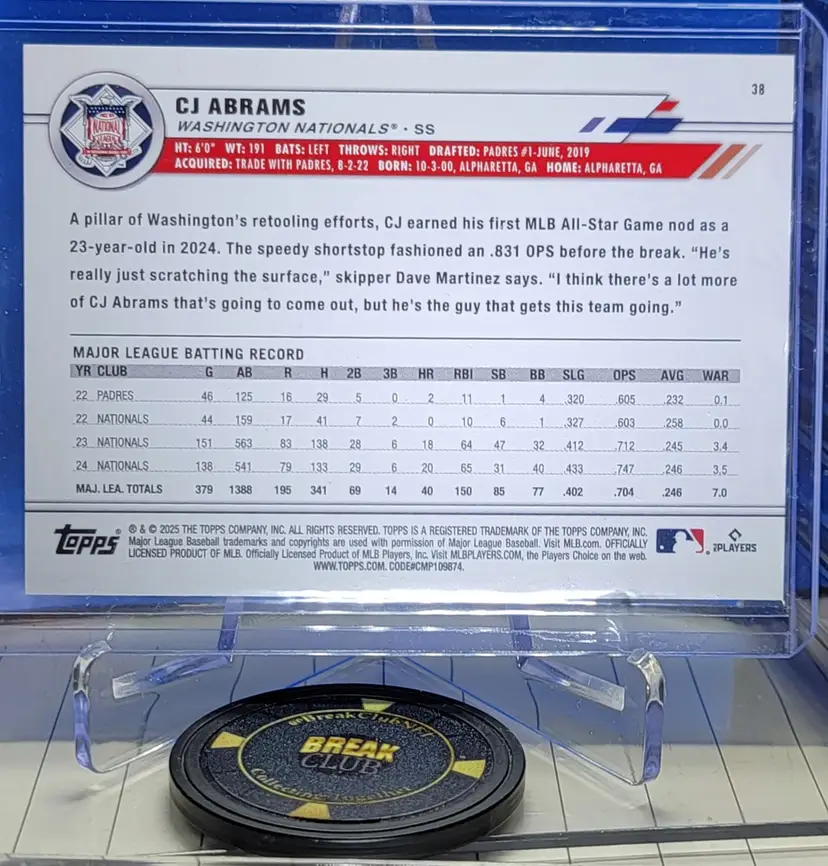 38
CJ ABRAMS
WASHINGTON NATIONALS® • SS
HT: 6'0" WT: 191 BATS: LEFT THROWS: RIGHT DRAFTED: PADRES #1-JUNE, 2019
ACQUIRED: TRADE WITH PADRES, 8-2-22 BORN: 10-3-00, ALPHARETTA, GA HOME: ALPHARETTA, GA
NATIONAL
A pillar of Washington's retooling efforts, CJ earned his first MLB All-Star Game nod as a
23-year-old in 2024. The speedy shortstop fashioned an .831 OPS before the break. “He's
really just scratching the surface,” skipper Dave Martinez says. “I think there's a lot more
of CJ Abrams that's going to come out, but he's the guy that gets this team going.”
MAJOR LEAGUE BATTING RECORD
YR CLUB G AB R H 2B 3B HR RBI SB BB SLG OPS AVG WAR
22 PADRES 46 125 16 29 5 0 2 11 1 4 .320 .605 .232 0.1
22 NATIONALS 44 159 17 41 7 2 0 10 6 1 .327 .603 .258 0.0
23 NATIONALS 151 563 83 138 28 6 18 64 47 32 .412 .712 .245 3.4
24 NATIONALS 138 541 79 133 29 6 20 65 31 40 .433 .747 .246 3.5
MAJ. LEA. TOTALS 379 1388 195 341 69 14 40 150 85 77 .402 .704 .246 7.0
Topps®
® & © 2025 THE TOPPS COMPANY, INC. ALL RIGHTS RESERVED. TOPPS IS A REGISTERED TRADEMARK OF THE TOPPS COMPANY, INC.
Major League Baseball trademarks and copyrights are used with permission of Major League Baseball. Visit MLB.com. OFFICIALLY
LICENSED PRODUCT OF MLB. Officially Licensed Product of MLB Players, Inc. Visit MLBPLAYERS.COM, the Players Choice on the web.
WWW.TOPPS.COM. CODE#CMP109874.
PLAYERS
@BreakClubNFT
BREAK
CLUB
Collecting Together